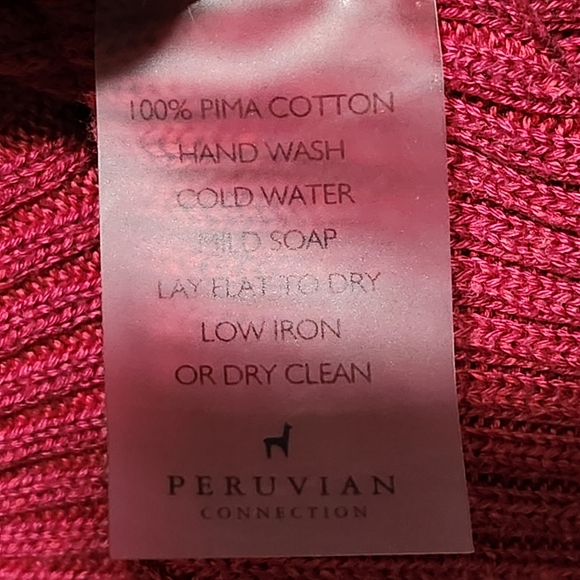 100% PIMA COTTON
HAND WASH
COLD WATER
MILD SOAP
LAY FLAT TO DRY
LOW IRON
OR DRY CLEAN
PERUVIAN
CONNECTION